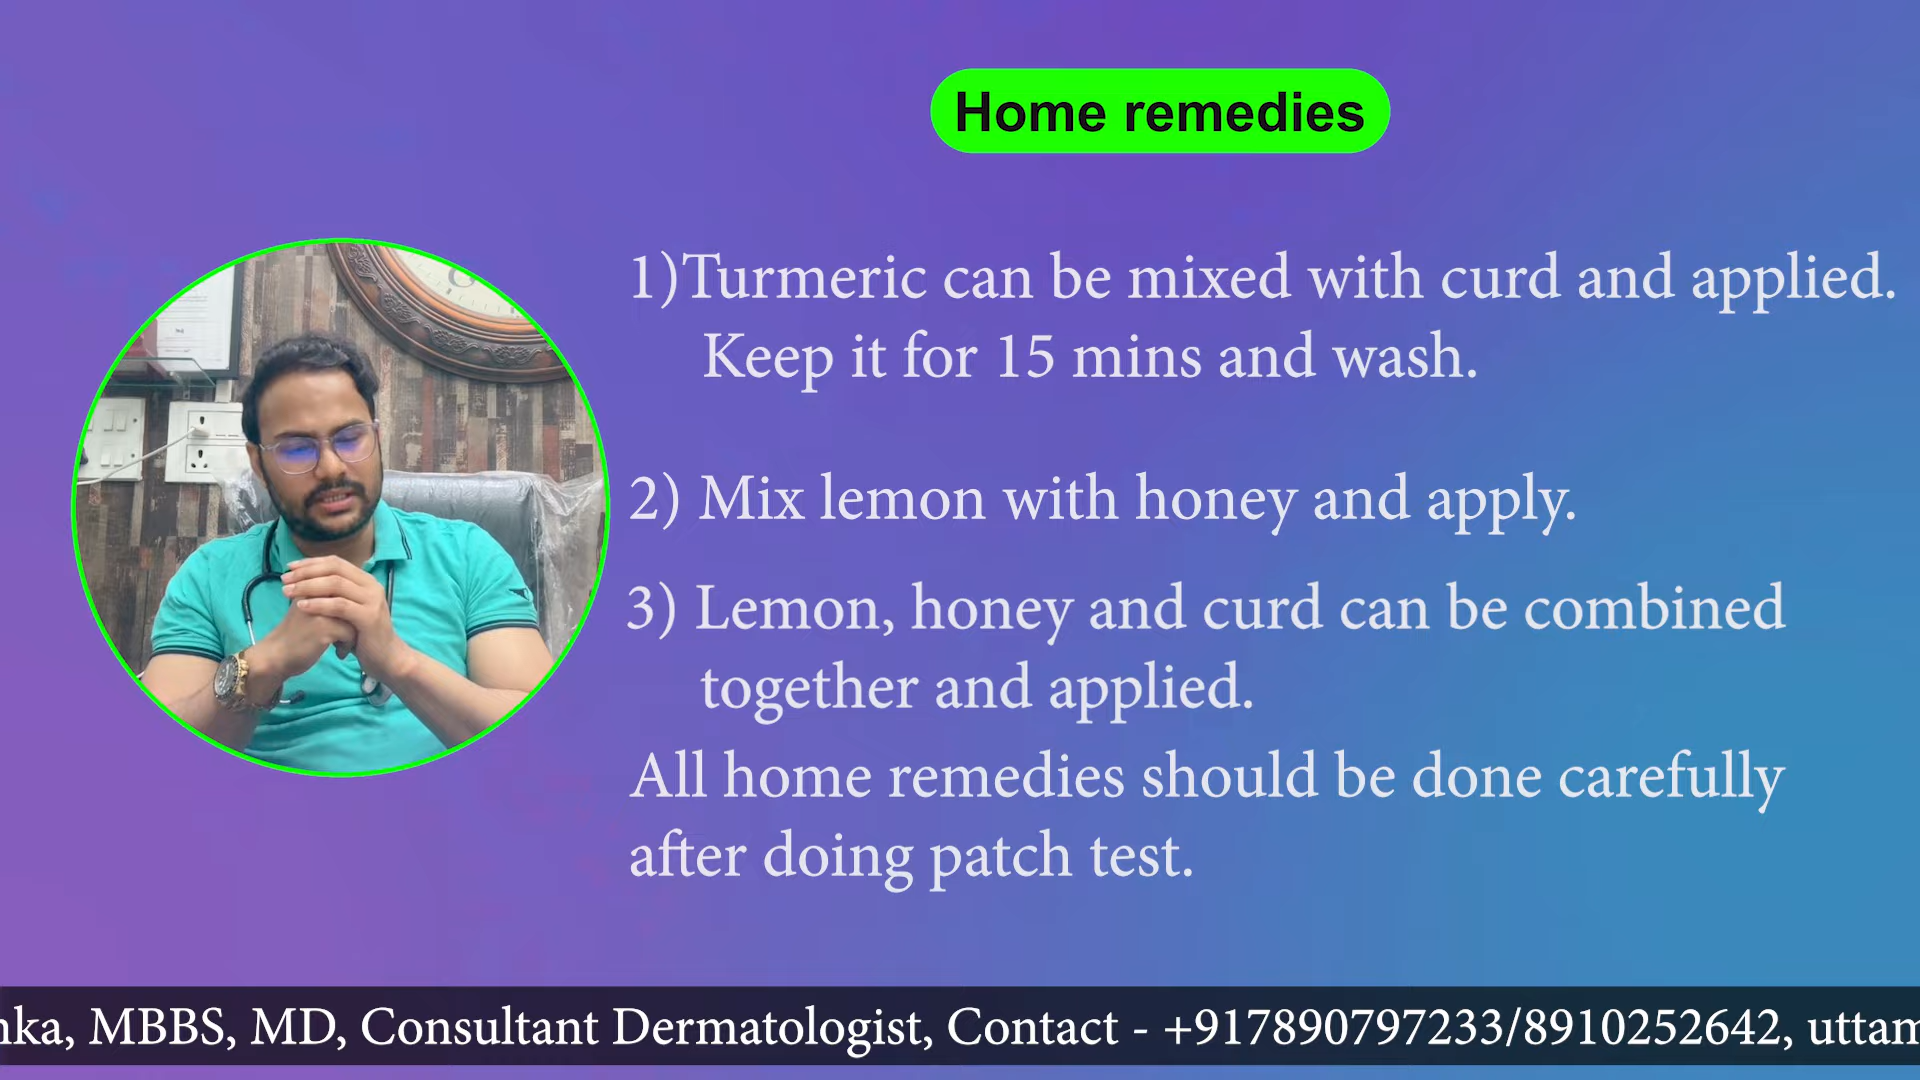 Home remedies
1)Turmeric can be mixed with curd and applied.
Keep it for 15 mins and wash.
2) Mix lemon with honey and apply.
3) Lemon, honey and curd can be combined
together and applied.
All home remedies should be done carefully
after doing patch test.
nka, MBBS, MD, Consultant Dermatologist, Contact - +917890797233/8910252642, uttam